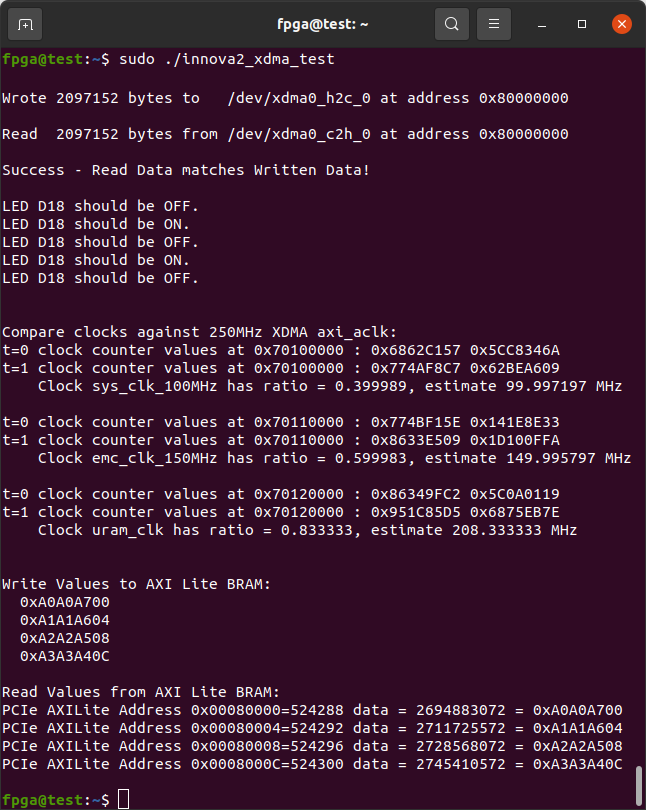 fpga@test: ~
fpga@test:~$ sudo ./innova2_xdma_test
Wrote 2097152 bytes to   /dev/xdma0_h2c_0 at address 0x80000000
Read  2097152 bytes from /dev/xdma0_c2h_0 at address 0x80000000
Success - Read Data matches Written Data!
LED D18 should be OFF.
LED D18 should be ON.
LED D18 should be OFF.
LED D18 should be ON.
LED D18 should be OFF.
Compare clocks against 250MHz XDMA axi_aclk:
t=0 clock counter values at 0x70100000 : 0x6862C157 0x5CC8346A
t=1 clock counter values at 0x70100000 : 0x774AF8C7 0x62BEA609
    Clock sys_clk_100MHz has ratio = 0.399989, estimate 99.997197 MHz
t=0 clock counter values at 0x70110000 : 0x774BF15E 0x141E8E33
t=1 clock counter values at 0x70110000 : 0x8633E509 0x1D100FFA
    Clock emc_clk_150MHz has ratio = 0.599983, estimate 149.995797 MHz
t=0 clock counter values at 0x70120000 : 0x86349FC2 0x5C0A0119
t=1 clock counter values at 0x70120000 : 0x951C85D5 0x6875EB7E
    Clock uram_clk has ratio = 0.833333, estimate 208.333333 MHz
Write Values to AXI Lite BRAM:
  0xA0A0A700
  0xA1A1A604
  0xA2A2A508
  0xA3A3A40C
Read Values from AXI Lite BRAM:
PCIe AXILite Address 0x00080000=524288 data = 2694883072 = 0xA0A0A700
PCIe AXILite Address 0x00080004=524292 data = 2711725572 = 0xA1A1A604
PCIe AXILite Address 0x00080008=524296 data = 2728568072 = 0xA2A2A508
PCIe AXILite Address 0x0008000C=524300 data = 2745410572 = 0xA3A3A40C
fpga@test:~$